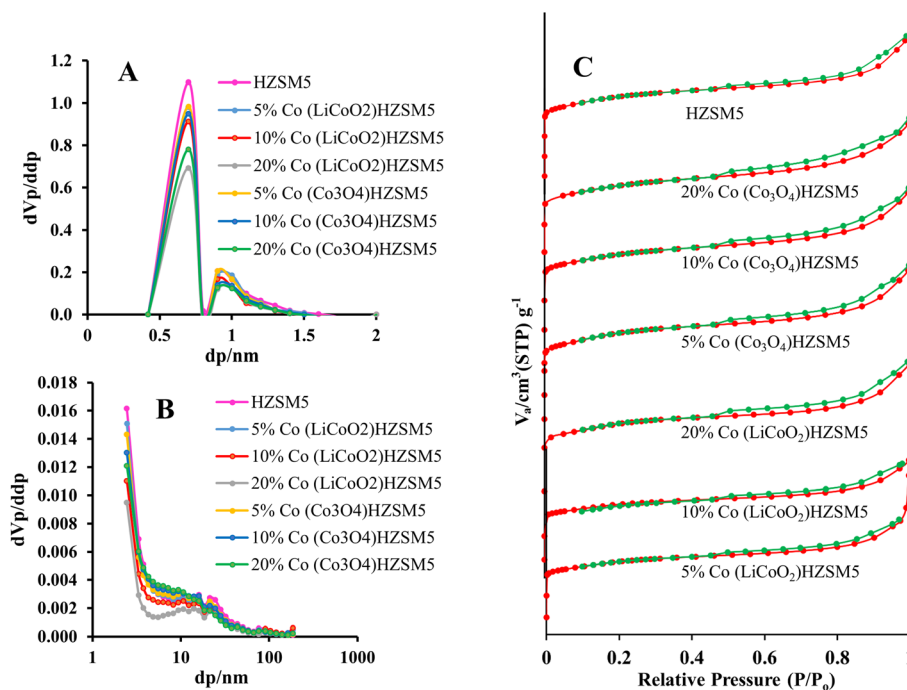 A
dVp/ddp
1.2
1.0
0.8
0.6
0.4
0.2
0.0
0
0.5
1
1.5
2
dp/nm
HZSM5
5% Co (LiCoO2)HZSM5
10% Co (LiCoO2)HZSM5
20% Co (LiCoO2)HZSM5
5% Co (Co3O4)HZSM5
10% Co (Co3O4)HZSM5
20% Co (Co3O4)HZSM5
B
dVp/ddp
0.018
0.016
0.014
0.012
0.010
0.008
0.006
0.004
0.002
0.000
1
10
100
1000
dp/nm
HZSM5
5% Co (LiCoO2)HZSM5
10% Co (LiCoO2)HZSM5
20% Co (LiCoO2)HZSM5
5% Co (Co3O4)HZSM5
10% Co (Co3O4)HZSM5
20% Co (Co3O4)HZSM5
C
Vₐ/cm³(STP) g⁻¹
HZSM5
20% Co (Co₃O₄)HZSM5
10% Co (Co₃O₄)HZSM5
5% Co (Co₃O₄)HZSM5
20% Co (LiCoO₂)HZSM5
10% Co (LiCoO₂)HZSM5
5% Co (LiCoO₂)HZSM5
0
0.2
0.4
0.6
0.8
1
Relative Pressure (P/Pₒ)